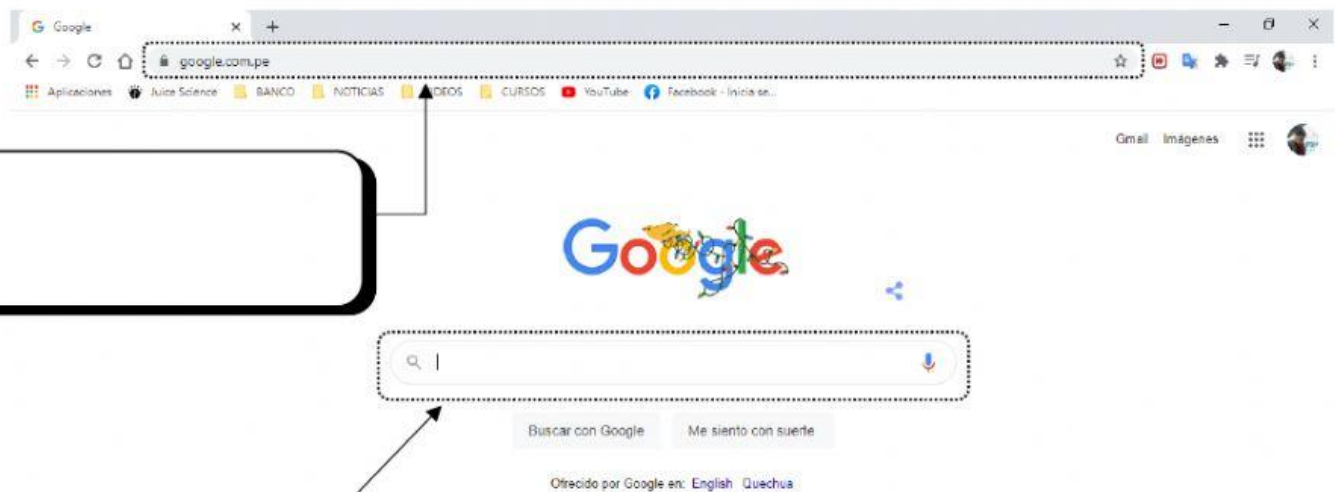 Google
google.com.pe
Aplicaciones Juice Science BANCO NOTICIAS CURSOS YouTube Facebook - Inicia se...
Gmail Imágenes
Google
Buscar con Google Me siento con suerte
Ofrecido por Google en: English Quechua